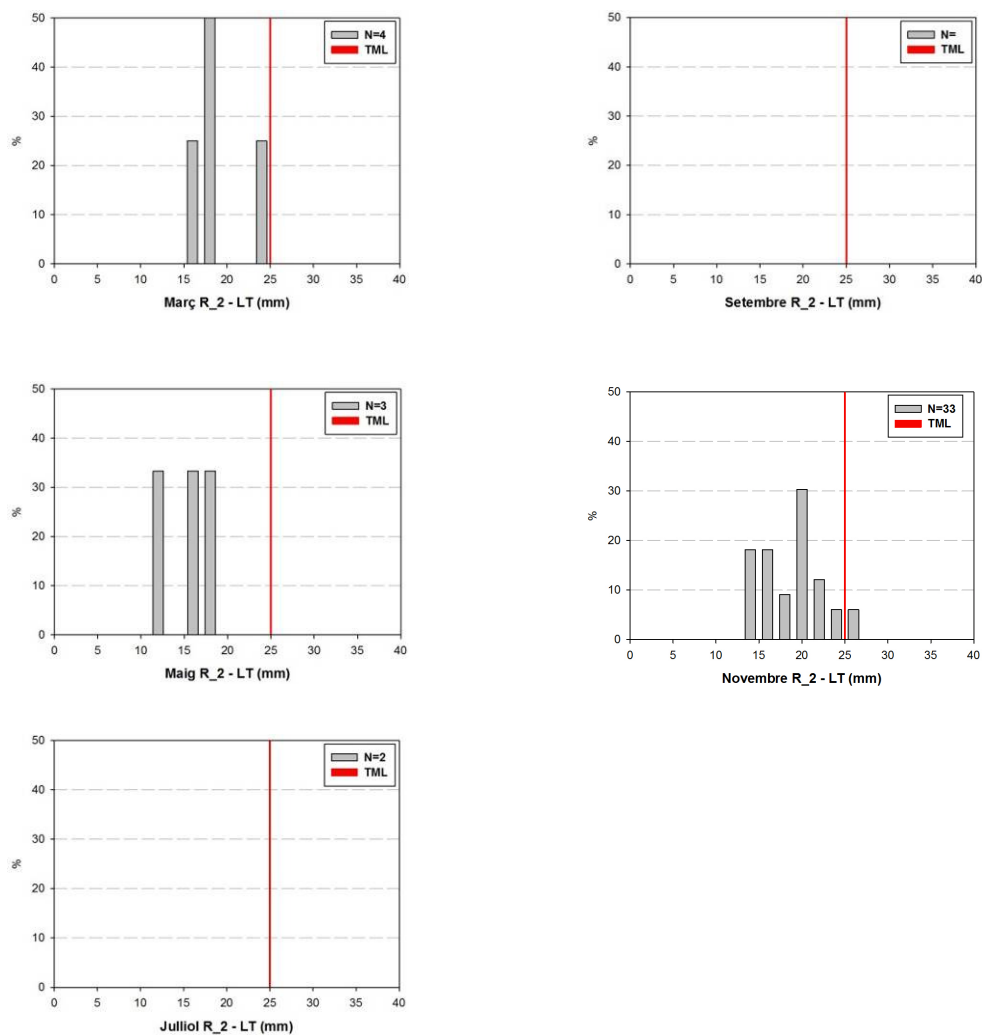 50
40
30
20
10
0
%
N=4
TML
0 5 10 15 20 25 30 35 40
Març R_2 - LT (mm)
50
40
30
20
10
0
%
N=
TML
0 5 10 15 20 25 30 35 40
Setembre R_2 - LT (mm)
50
40
30
20
10
0
%
N=3
TML
0 5 10 15 20 25 30 35 40
Maig R_2 - LT (mm)
50
40
30
20
10
0
%
N=33
TML
0 5 10 15 20 25 30 35 40
Novembre R_2 - LT (mm)
50
40
30
20
10
0
%
N=2
TML
0 5 10 15 20 25 30 35 40
Julliol R_2 - LT (mm)